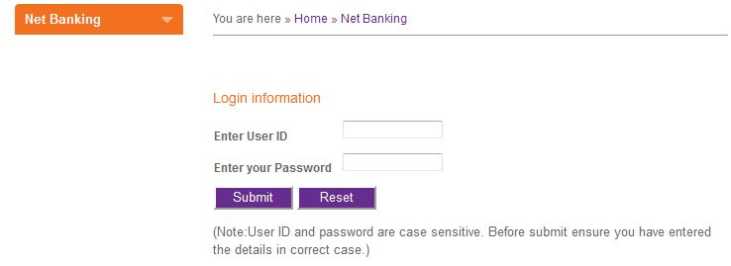 Net Banking
You are here » Home » Net Banking
Login information
Enter User ID
Enter your Password
Submit Reset
(Note:User ID and password are case sensitive. Before submit ensure you have entered
the details in correct case.)